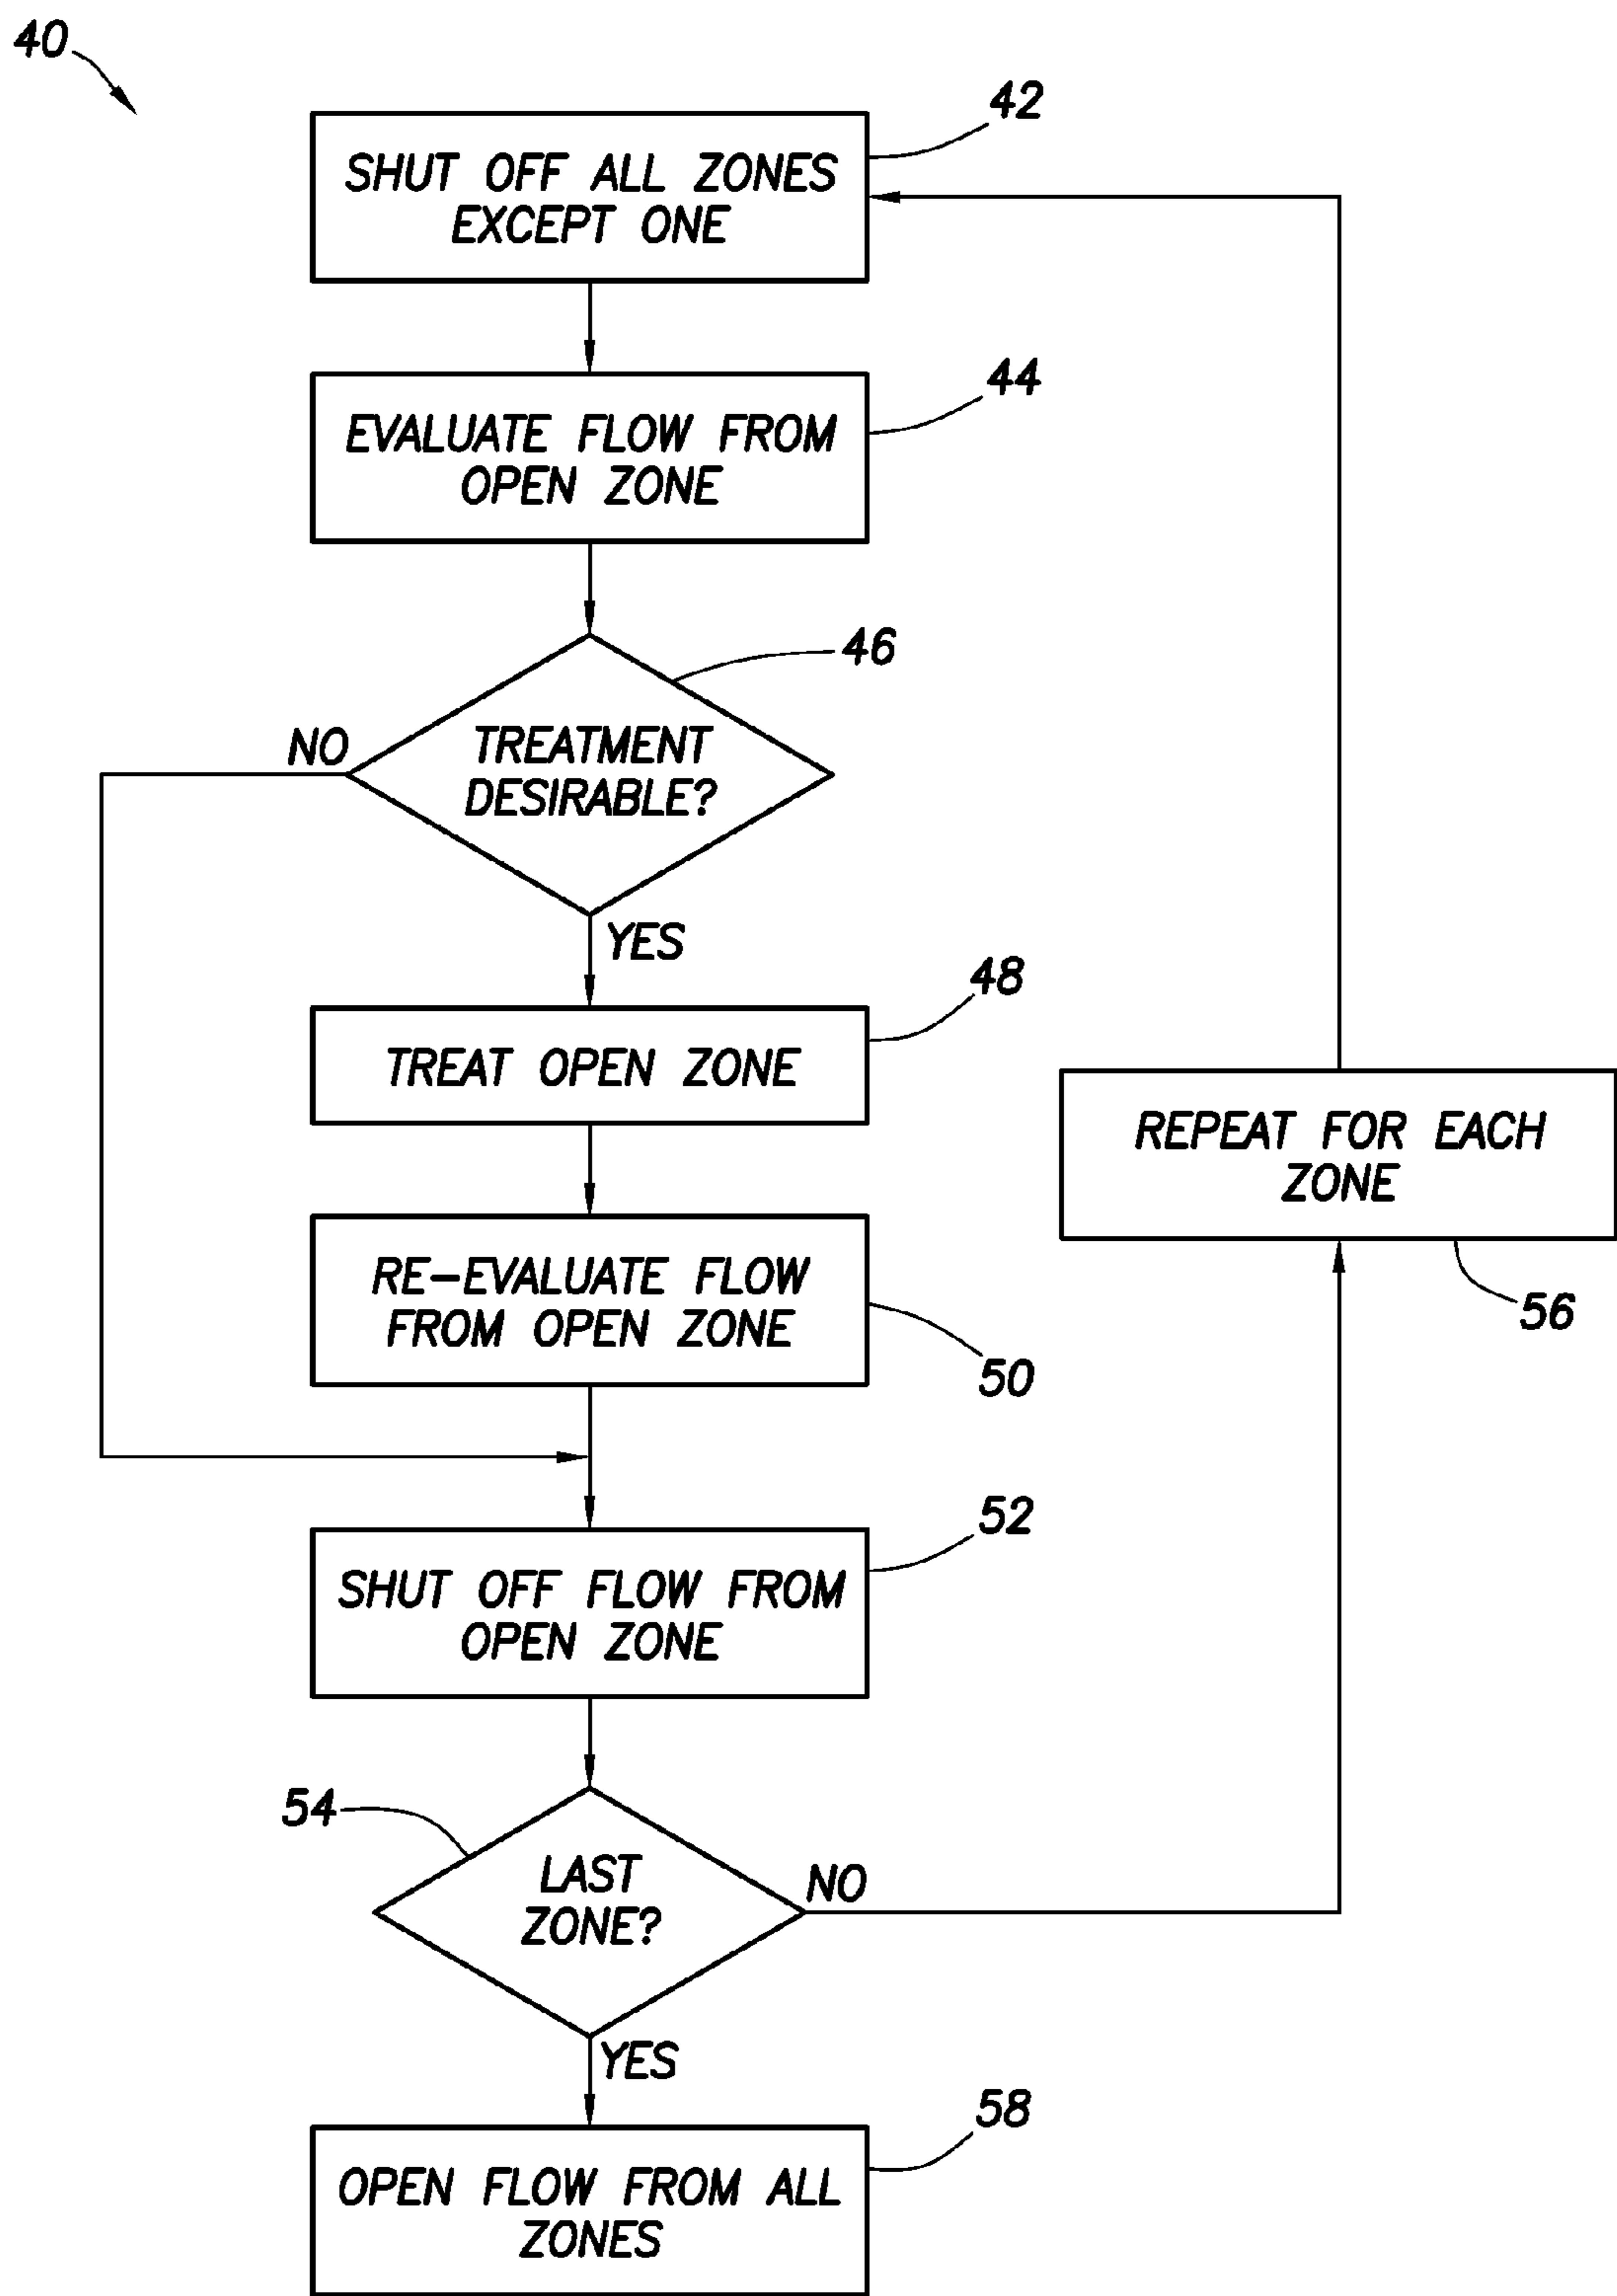 40
42
SHUT OFF ALL ZONES
EXCEPT ONE
44
EVALUATE FLOW FROM
OPEN ZONE
46
NO
TREATMENT
DESIRABLE?
YES
48
TREAT OPEN ZONE
REPEAT FOR EACH
ZONE
56
RE-EVALUATE FLOW
FROM OPEN ZONE
50
52
SHUT OFF FLOW FROM
OPEN ZONE
54
LAST
ZONE?
NO
YES
58
OPEN FLOW FROM ALL
ZONES